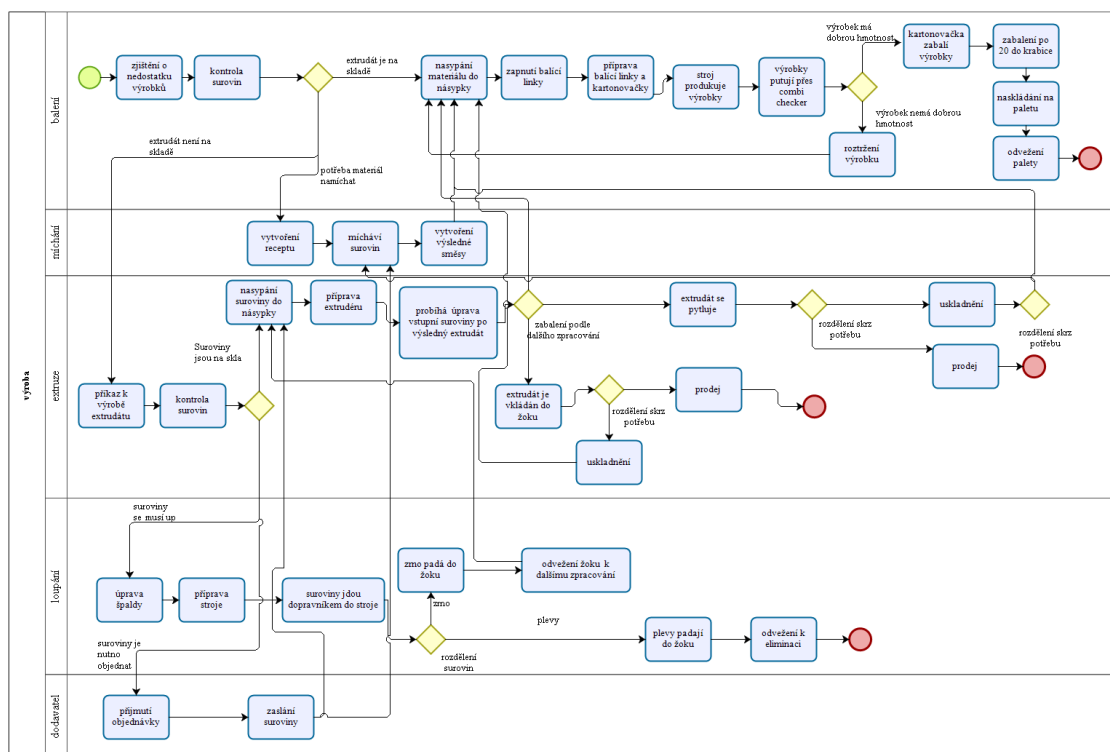 výroba
balení
zjištění o
nedostatku
výrobků
kontrola
surovin
extrudát je na
skladě
nasypání
materiálu do
násypky
zapnutí balící
linky
příprava
balící linky a
kartonovačky
stroj
produkuje
výrobky
výrobky
putují přes
combi
checker
výrobek má
dobrou hmotnost
kartonovačka
zabalí
výrobky
zabalení po
20 do krabice
naskládání na
paletu
odvežení
palety
výrobek nemá dobrou
hmotnost
roztržení
výrobku
extrudát není na
skladě
potřeba materiál
namíchat
míchání
vytvoření
receptu
mícháví
surovin
vytvoření
výsledné
směsy
extruze
nasypání
suroviny do
násypky
příprava
extrudéru
probíhá úprava
vstupní suroviny po
výsledný extrudát
zabalení podle
dalšího zpracování
extrudát se
pytluje
rozdělení skrz
potřebu
uskladnění
rozdělení skrz
potřebu
prodej
Suroviny
jsou na skla
příkaz k
výrobě
extrudátu
kontrola
surovin
extrudát je
vkládán do
žoku
rozdělení skrz
potřebu
prodej
uskladnění
loupání
suroviny
se musí up
úprava
špaldy
příprava
stroje
suroviny jdou
dopravníkem do stroje
zrno padá do
žoku
odvežení žoku k
dalšímu zpracování
zrno
plevy
rozdělení
surovin
plevy padají
do žoku
odvežení k
eliminaci
suroviny je
nutno
objednat
dodavatel
přijmutí
objednávky
zaslání
suroviny